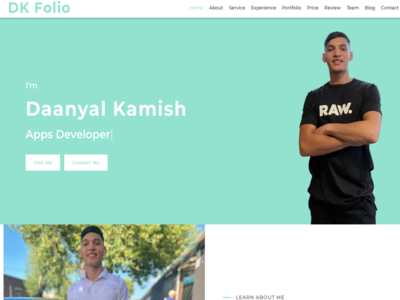 DK Folio
Home About Service Experience Portfolio Price Review Team Blog Contact
I'm
Daanyal Kamish
Apps Developer|
RAW.
Hire Me Contact Me
LEARN ABOUT ME